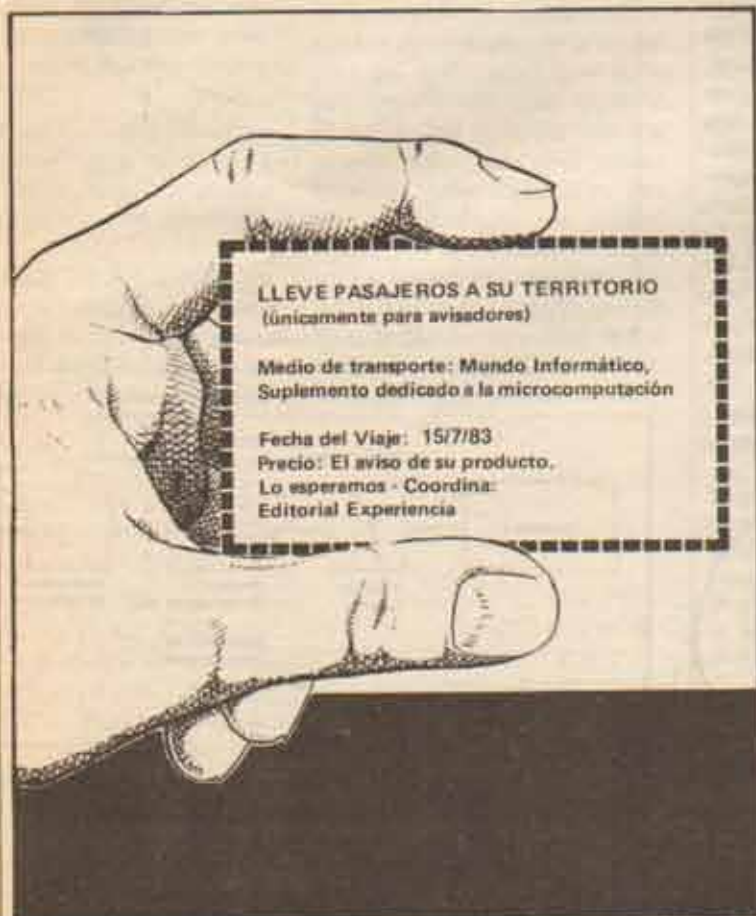 LLEVE PASAJEROS A SU TERRITORIO
(únicamente para avisadores)
Medio de transporte: Mundo Informático,
Suplemento dedicado a la microcomputación
Fecha del Viaje: 15/7/83
Precio: El aviso de su producto.
Lo esperamos - Coordina:
Editorial Experiencia